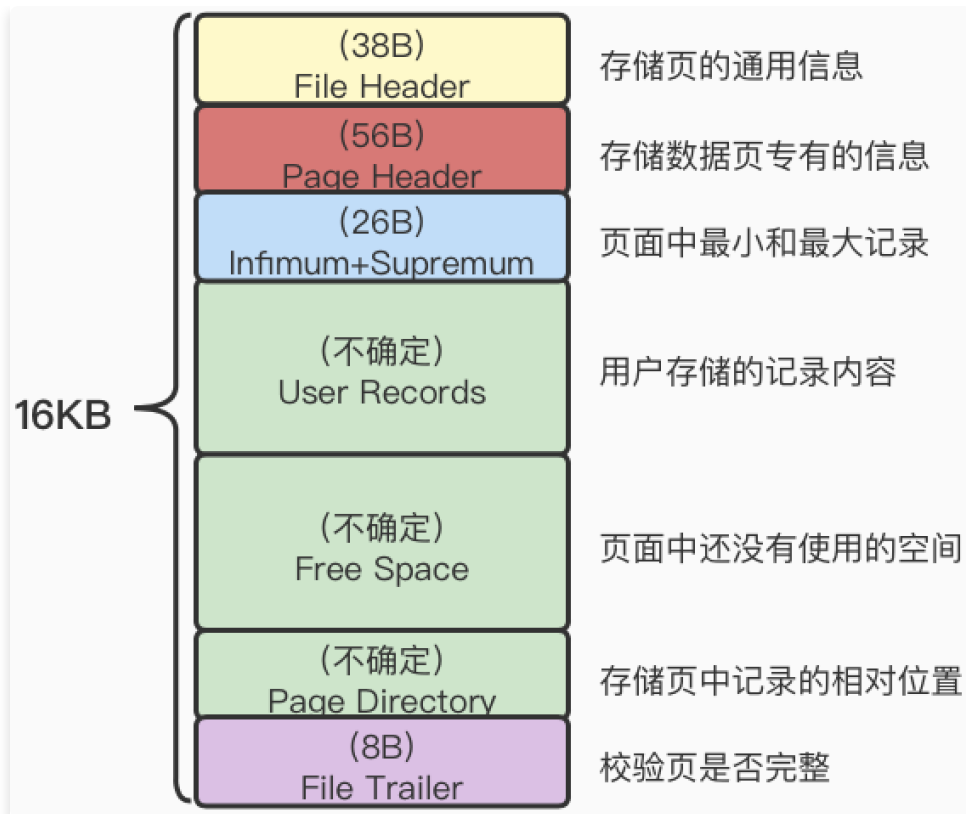 (38B)
File Header
存储页的通用信息
(56B)
Page Header
存储数据页专有的信息
(26B)
Infimum+Supremum
页面中最小和最大记录
(不确定)
User Records
用户存储的记录内容
16KB
(不确定)
Free Space
页面中还没有使用的空间
(不确定)
Page Directory
存储页中记录的相对位置
(8B)
File Trailer
校验页是否完整